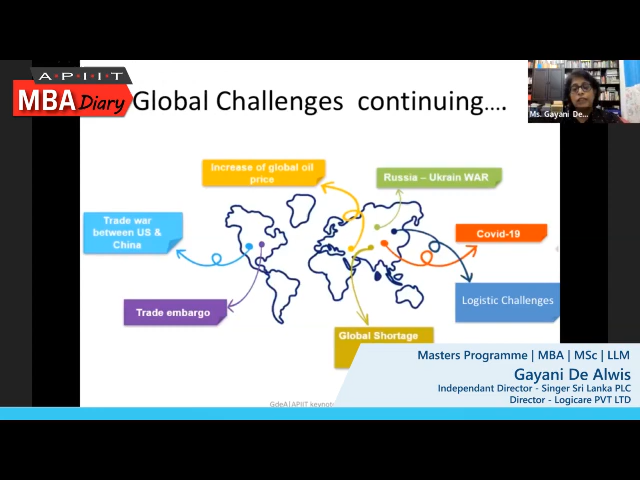 A P I I T
MBA Diary
Global Challenges continuing....
Ms. Gayani De...
Increase of global oil
price
Russia – Ukrain WAR
Trade war
between US &
China
Covid-19
Trade embargo
Logistic Challenges
Global Shortage
Masters Programme | MBA | MSc | LLM
Gayani De Alwis
Independant Director - Singer Sri Lanka PLC
Director - Logicare PVT LTD
GdeA|APIIT keynot